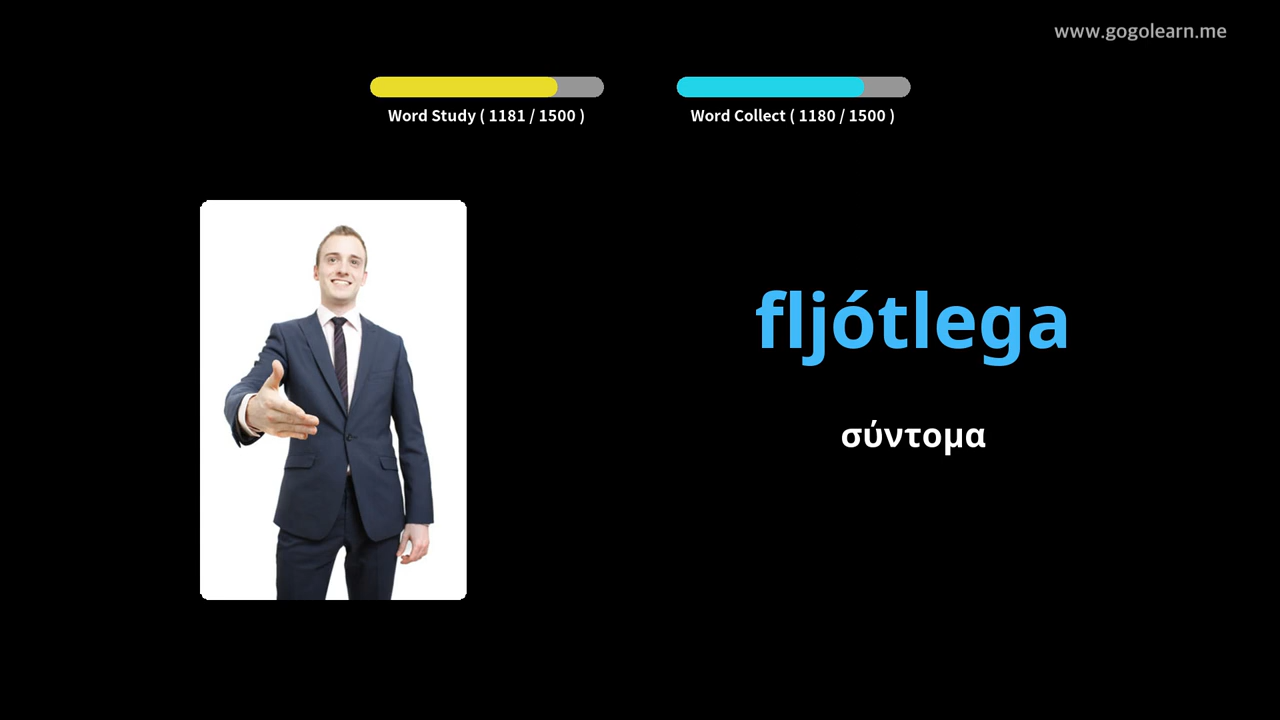 www.gogolearn.me
Word Study ( 1181 / 1500 )
Word Collect ( 1180 / 1500 )
fljótlega
σύντομα